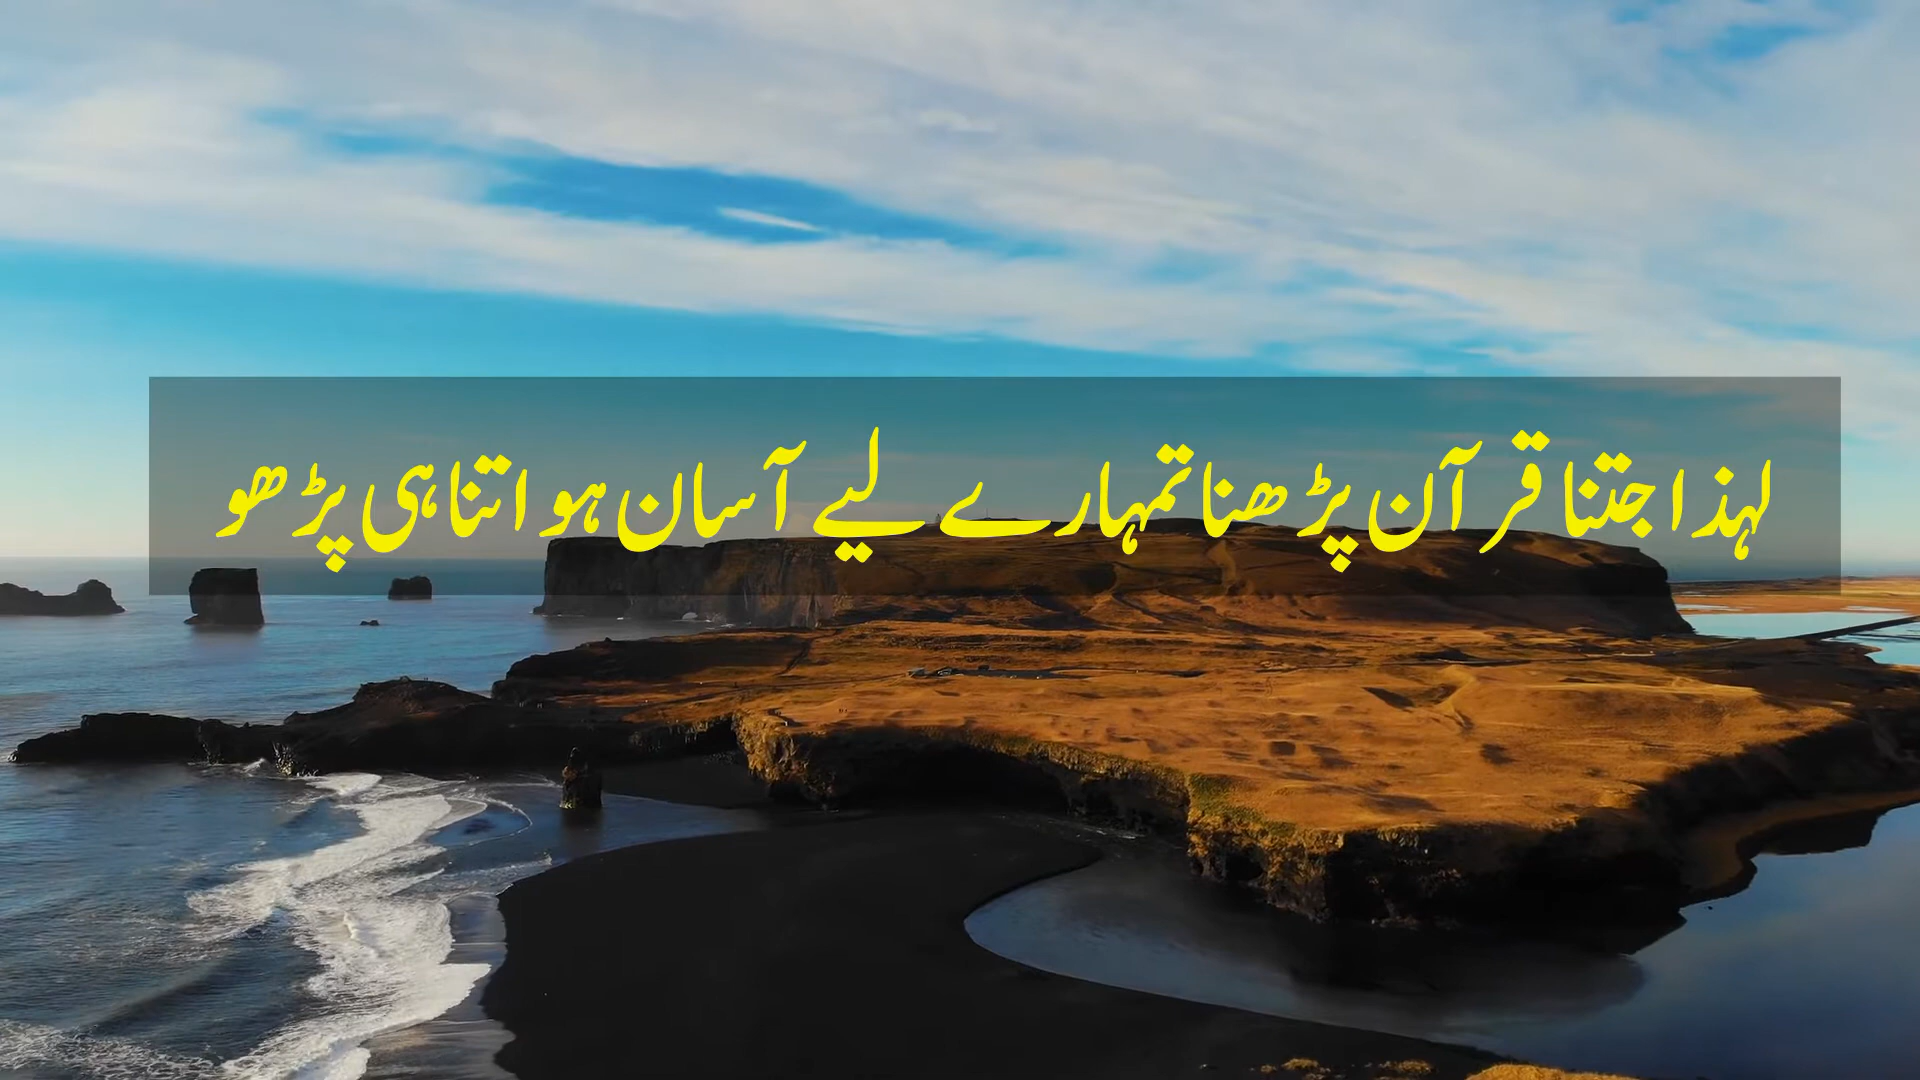 لہذا جتنا قرآن پڑھنا تمہارے لیے آسان ہو اتنا ہی پڑھو